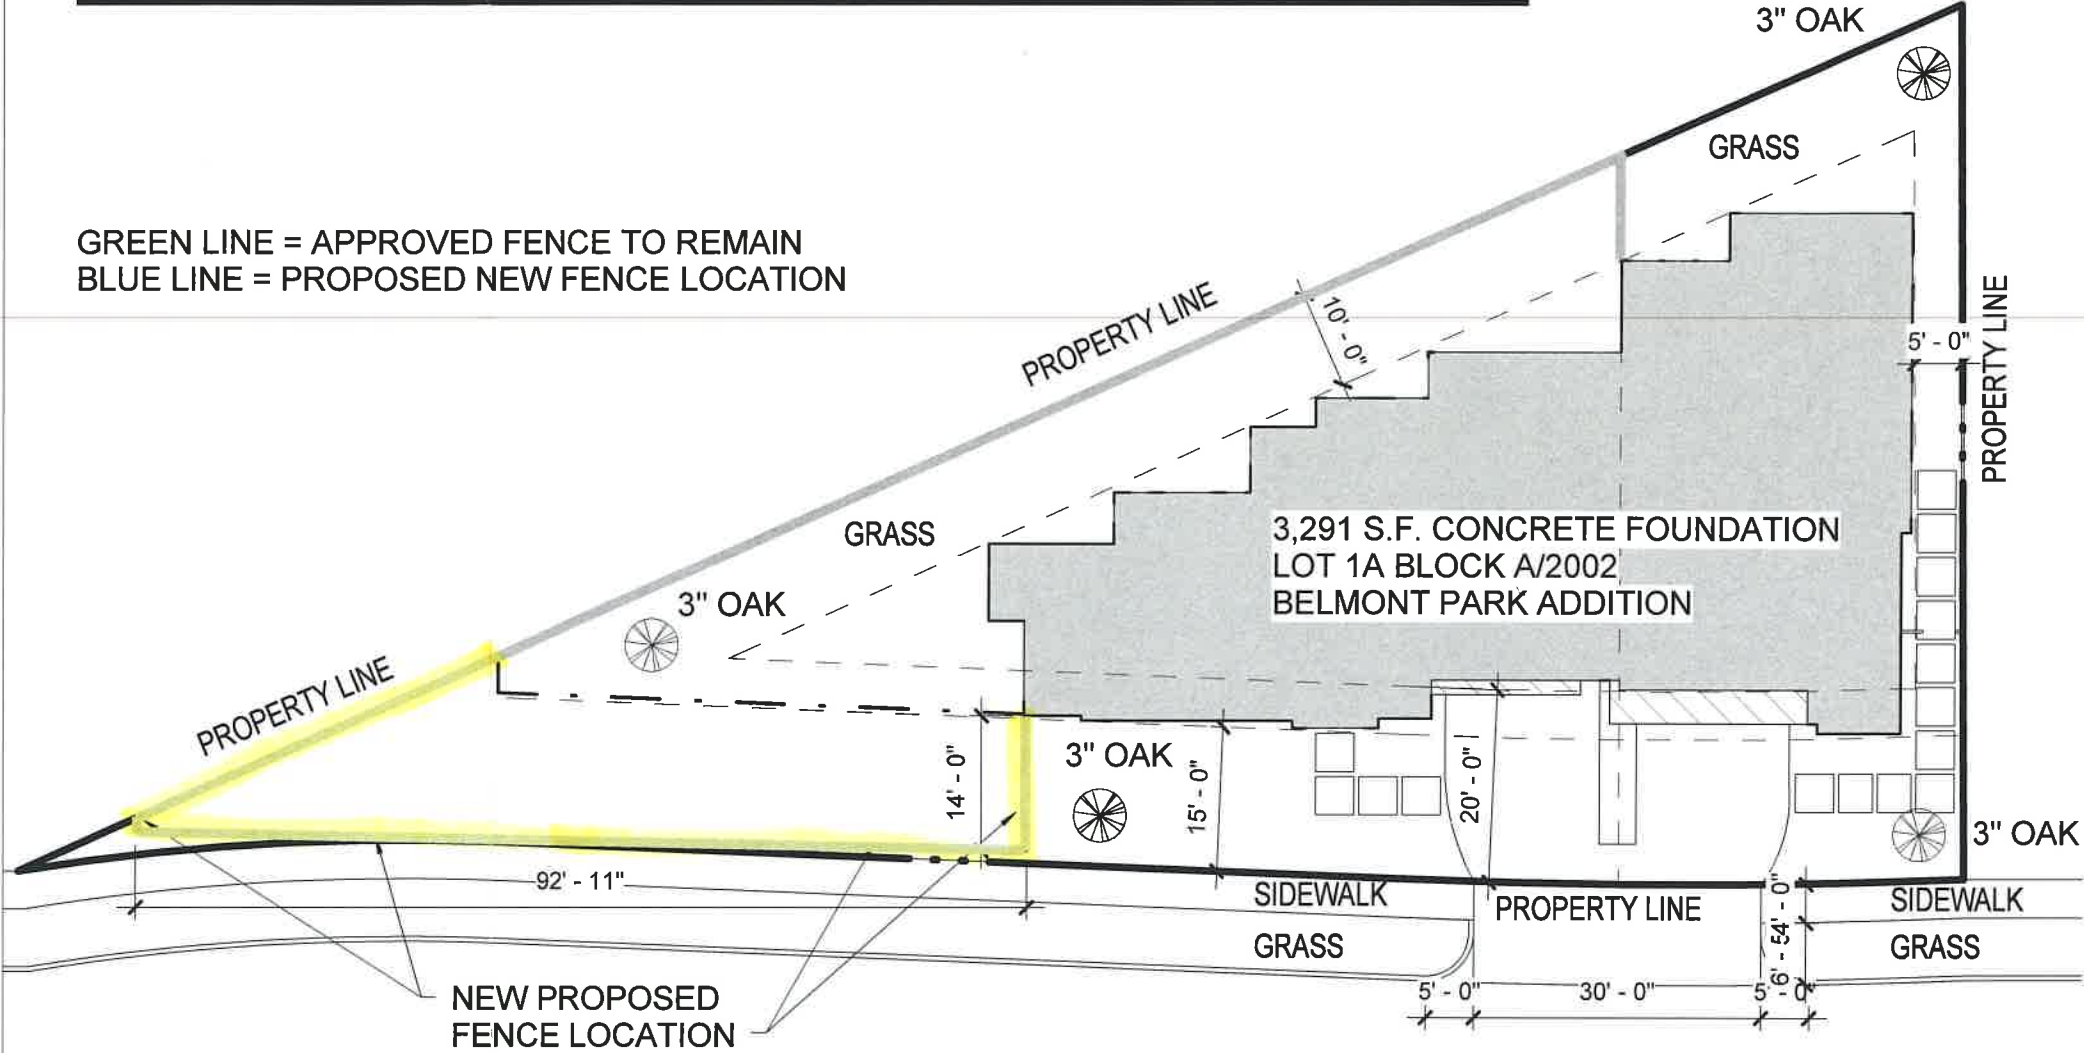 3" OAK
GRASS
GREEN LINE = APPROVED FENCE TO REMAIN
BLUE LINE = PROPOSED NEW FENCE LOCATION
PROPERTY LINE
10' - 0"
5' - 0"
PROPERTY LINE
GRASS
3,291 S.F. CONCRETE FOUNDATION
LOT 1A BLOCK A/2002
BELMONT PARK ADDITION
3" OAK
PROPERTY LINE
14' - 0"
3" OAK
15' - 0"
20' - 0"
3" OAK
92' - 11"
SIDEWALK
PROPERTY LINE
SIDEWALK
GRASS
GRASS
NEW PROPOSED
FENCE LOCATION
5' - 0"
30' - 0"
5' - 0"